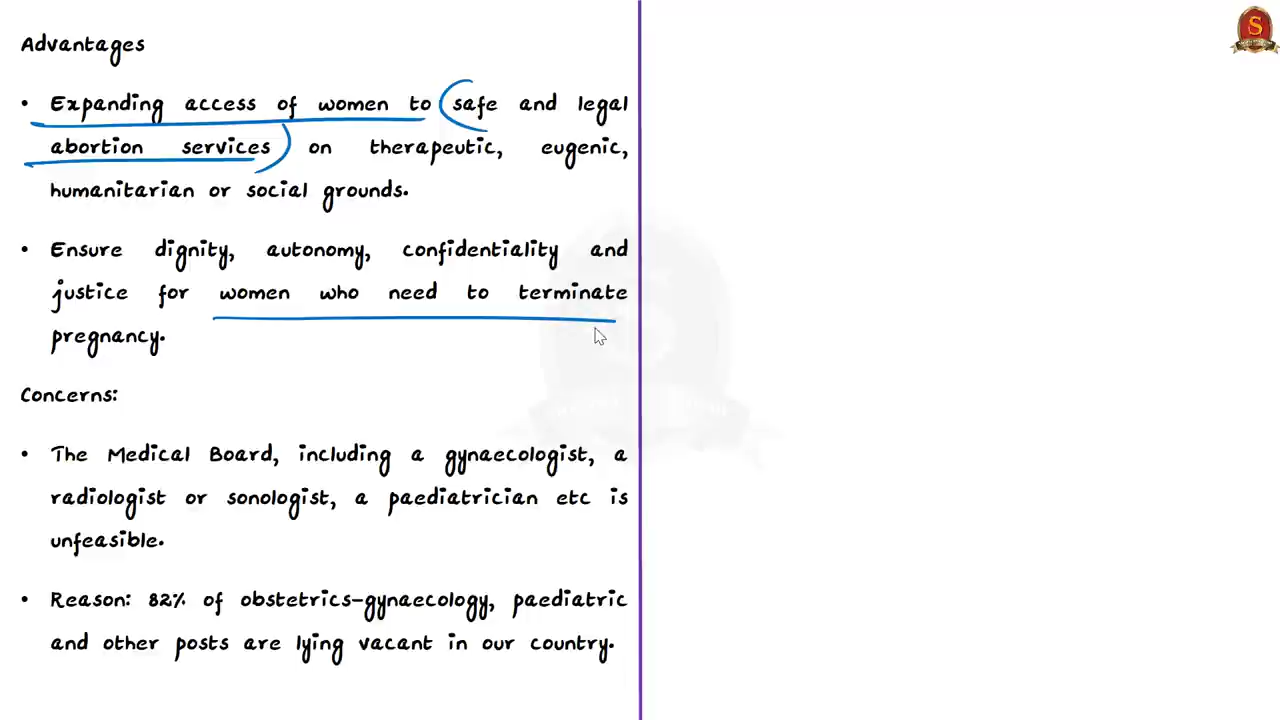 Advantages
• Expanding access of women to safe and legal
abortion services on therapeutic, eugenic,
humanitarian or social grounds.
• Ensure dignity, autonomy, confidentiality and
justice for women who need to terminate
pregnancy.
Concerns:
• The Medical Board, including a gynaecologist, a
radiologist or sonologist, a paediatrician etc is
unfeasible.
• Reason: 82% of obstetrics-gynaecology, paediatric
and other posts are lying vacant in our country.
S